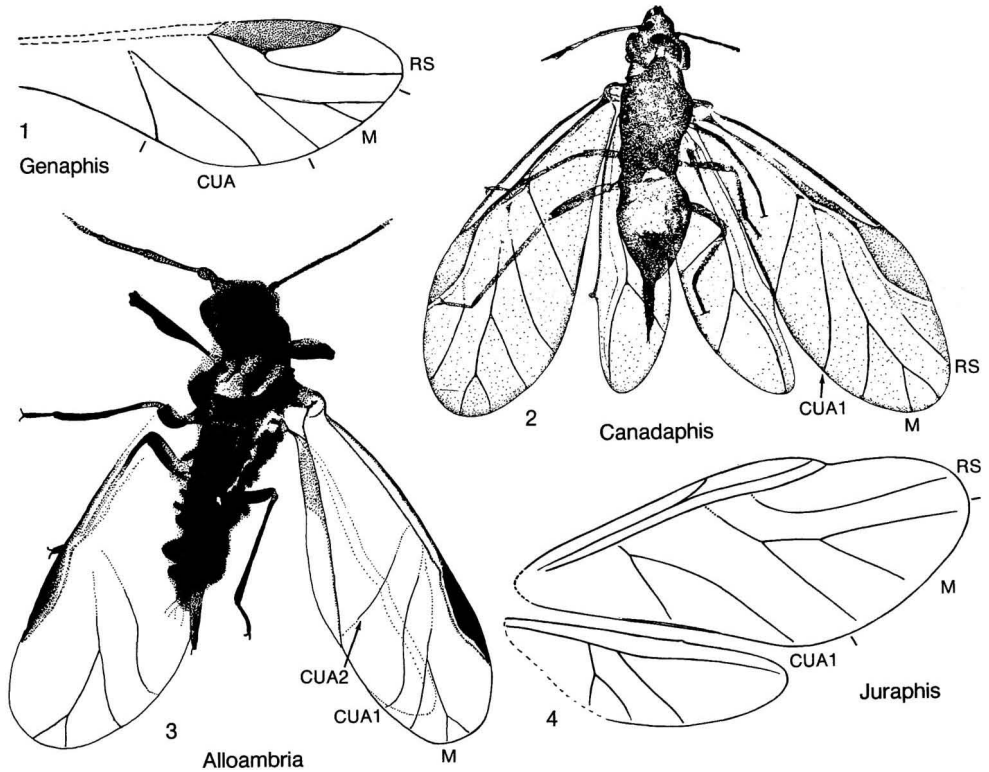 RS
1
M
Genaphis
CUA
RS
CUA1
2
M
Canadaphis
RS
M
CUA2
CUA1
CUA1
3
4
Juraphis
M
Alloambria